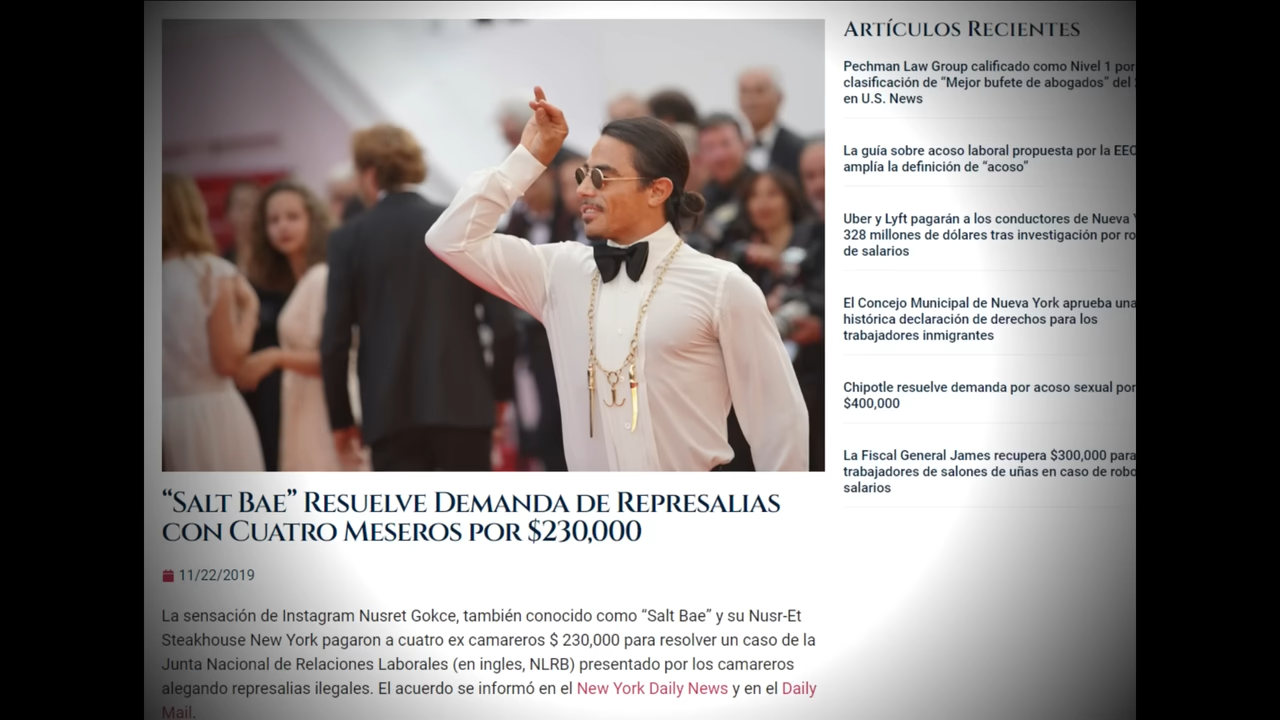 “Salt Bae” Resuelve Demanda de Represalias
con Cuatro Meseros por $230,000
11/22/2019
La sensación de Instagram Nusret Gokce, también conocido como “Salt Bae” y su Nusr-Et
Steakhouse New York pagaron a cuatro ex camareros $ 230,000 para resolver un caso de la
Junta Nacional de Relaciones Laborales (en ingles, NLRB) presentado por los camareros
alegando represalias ilegales. El acuerdo se informó en el New York Daily News y en el Daily
Mail.
Artículos Recientes
Pechman Law Group calificado como Nivel 1 por
clasificación de “Mejor bufete de abogados” del
en U.S. News
La guía sobre acoso laboral propuesta por la EEO
amplía la definición de “acoso”
Uber y Lyft pagarán a los conductores de Nueva
328 millones de dólares tras investigación por ro
de salarios
El Concejo Municipal de Nueva York aprueba una
histórica declaración de derechos para los
trabajadores inmigrantes
Chipotle resuelve demanda por acoso sexual por
$400,000
La Fiscal General James recupera $300,000 para
trabajadores de salones de uñas en caso de robo
salarios